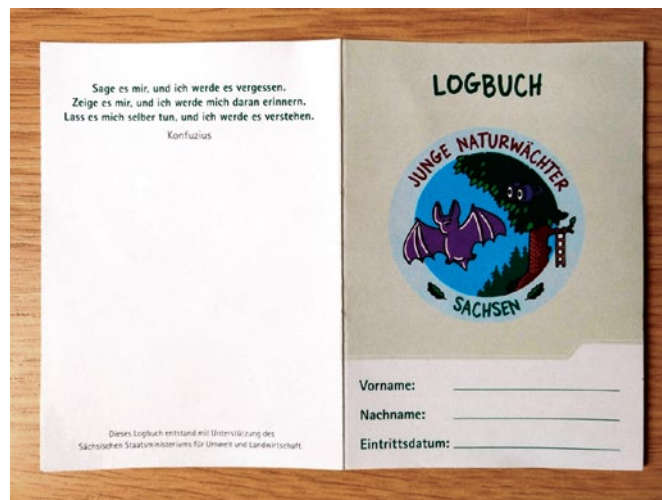 Sage es mir, und ich werde es vergessen.
Zeige es mir, und ich werde mich daran erinnern.
Lass es mich selber tun, und ich werde es verstehen.
Konfuzius
Dieses Logbuch entstand mit Unterstützung des
Sächsischen Staatsministeriums für Umwelt und Landwirtschaft
LOGBUCH
JUNGE NATURWÄCHTER
SACHSEN
Vorname:
Nachname:
Eintrittsdatum: